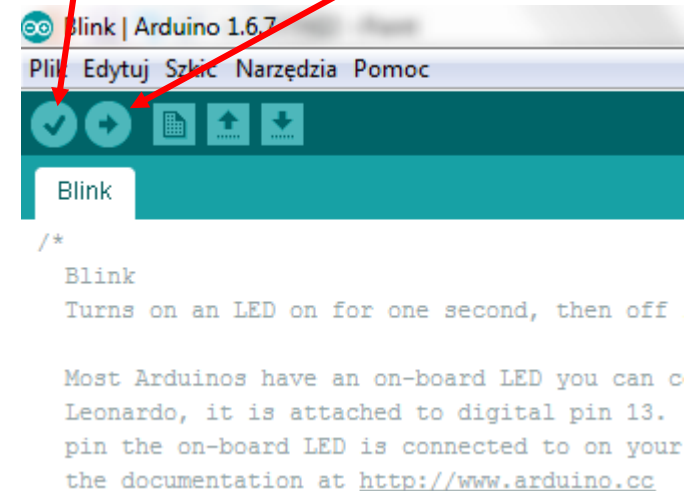 Blink | Arduino 1.6.7
Plik Edytuj Szkic Narzędzia Pomoc
Blink
/*
Blink
Turns on an LED on for one second, then off
Most Arduinos have an on-board LED you can c
Leonardo, it is attached to digital pin 13.
pin the on-board LED is connected to on your
the documentation at http://www.arduino.cc